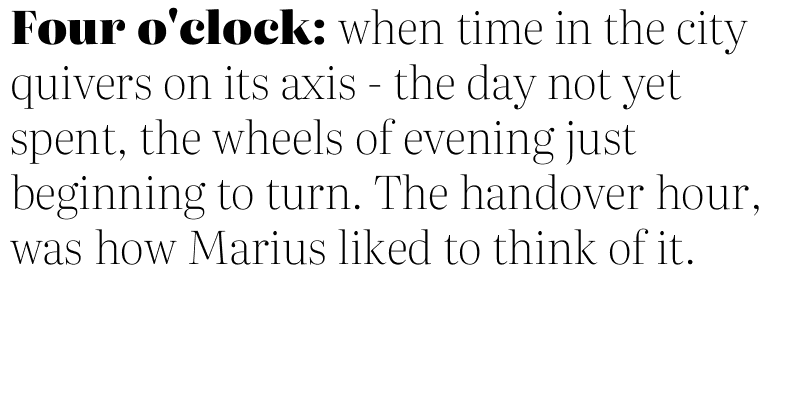 Four o'clock: when time in the city
quivers on its axis - the day not yet
spent, the wheels of evening just
beginning to turn. The handover hour,
was how Marius liked to think of it.